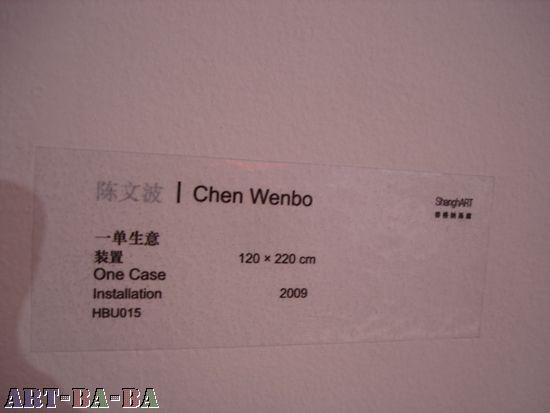 陈文波 | Chen Wenbo
ShanghART
香格纳画廊
一单生意
装置
120 × 220 cm
One Case
Installation
2009
HBU015
ART-BA-BA